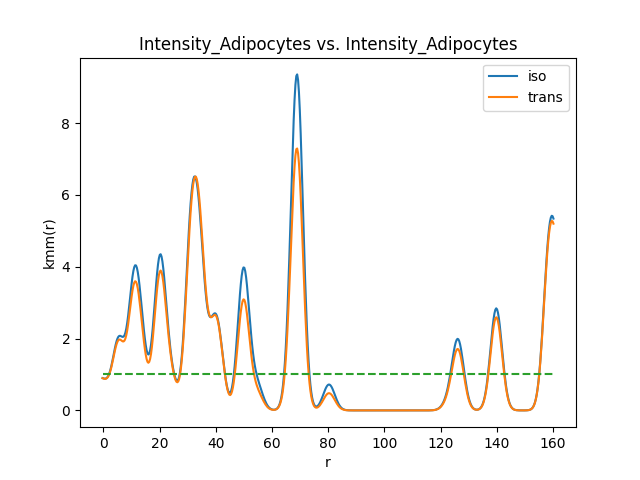 Intensity_Adipocytes vs. Intensity_Adipocytes
iso
trans
kmm(r)
8
6
4
2
0
0 20 40 60 80 100 120 140 160
r